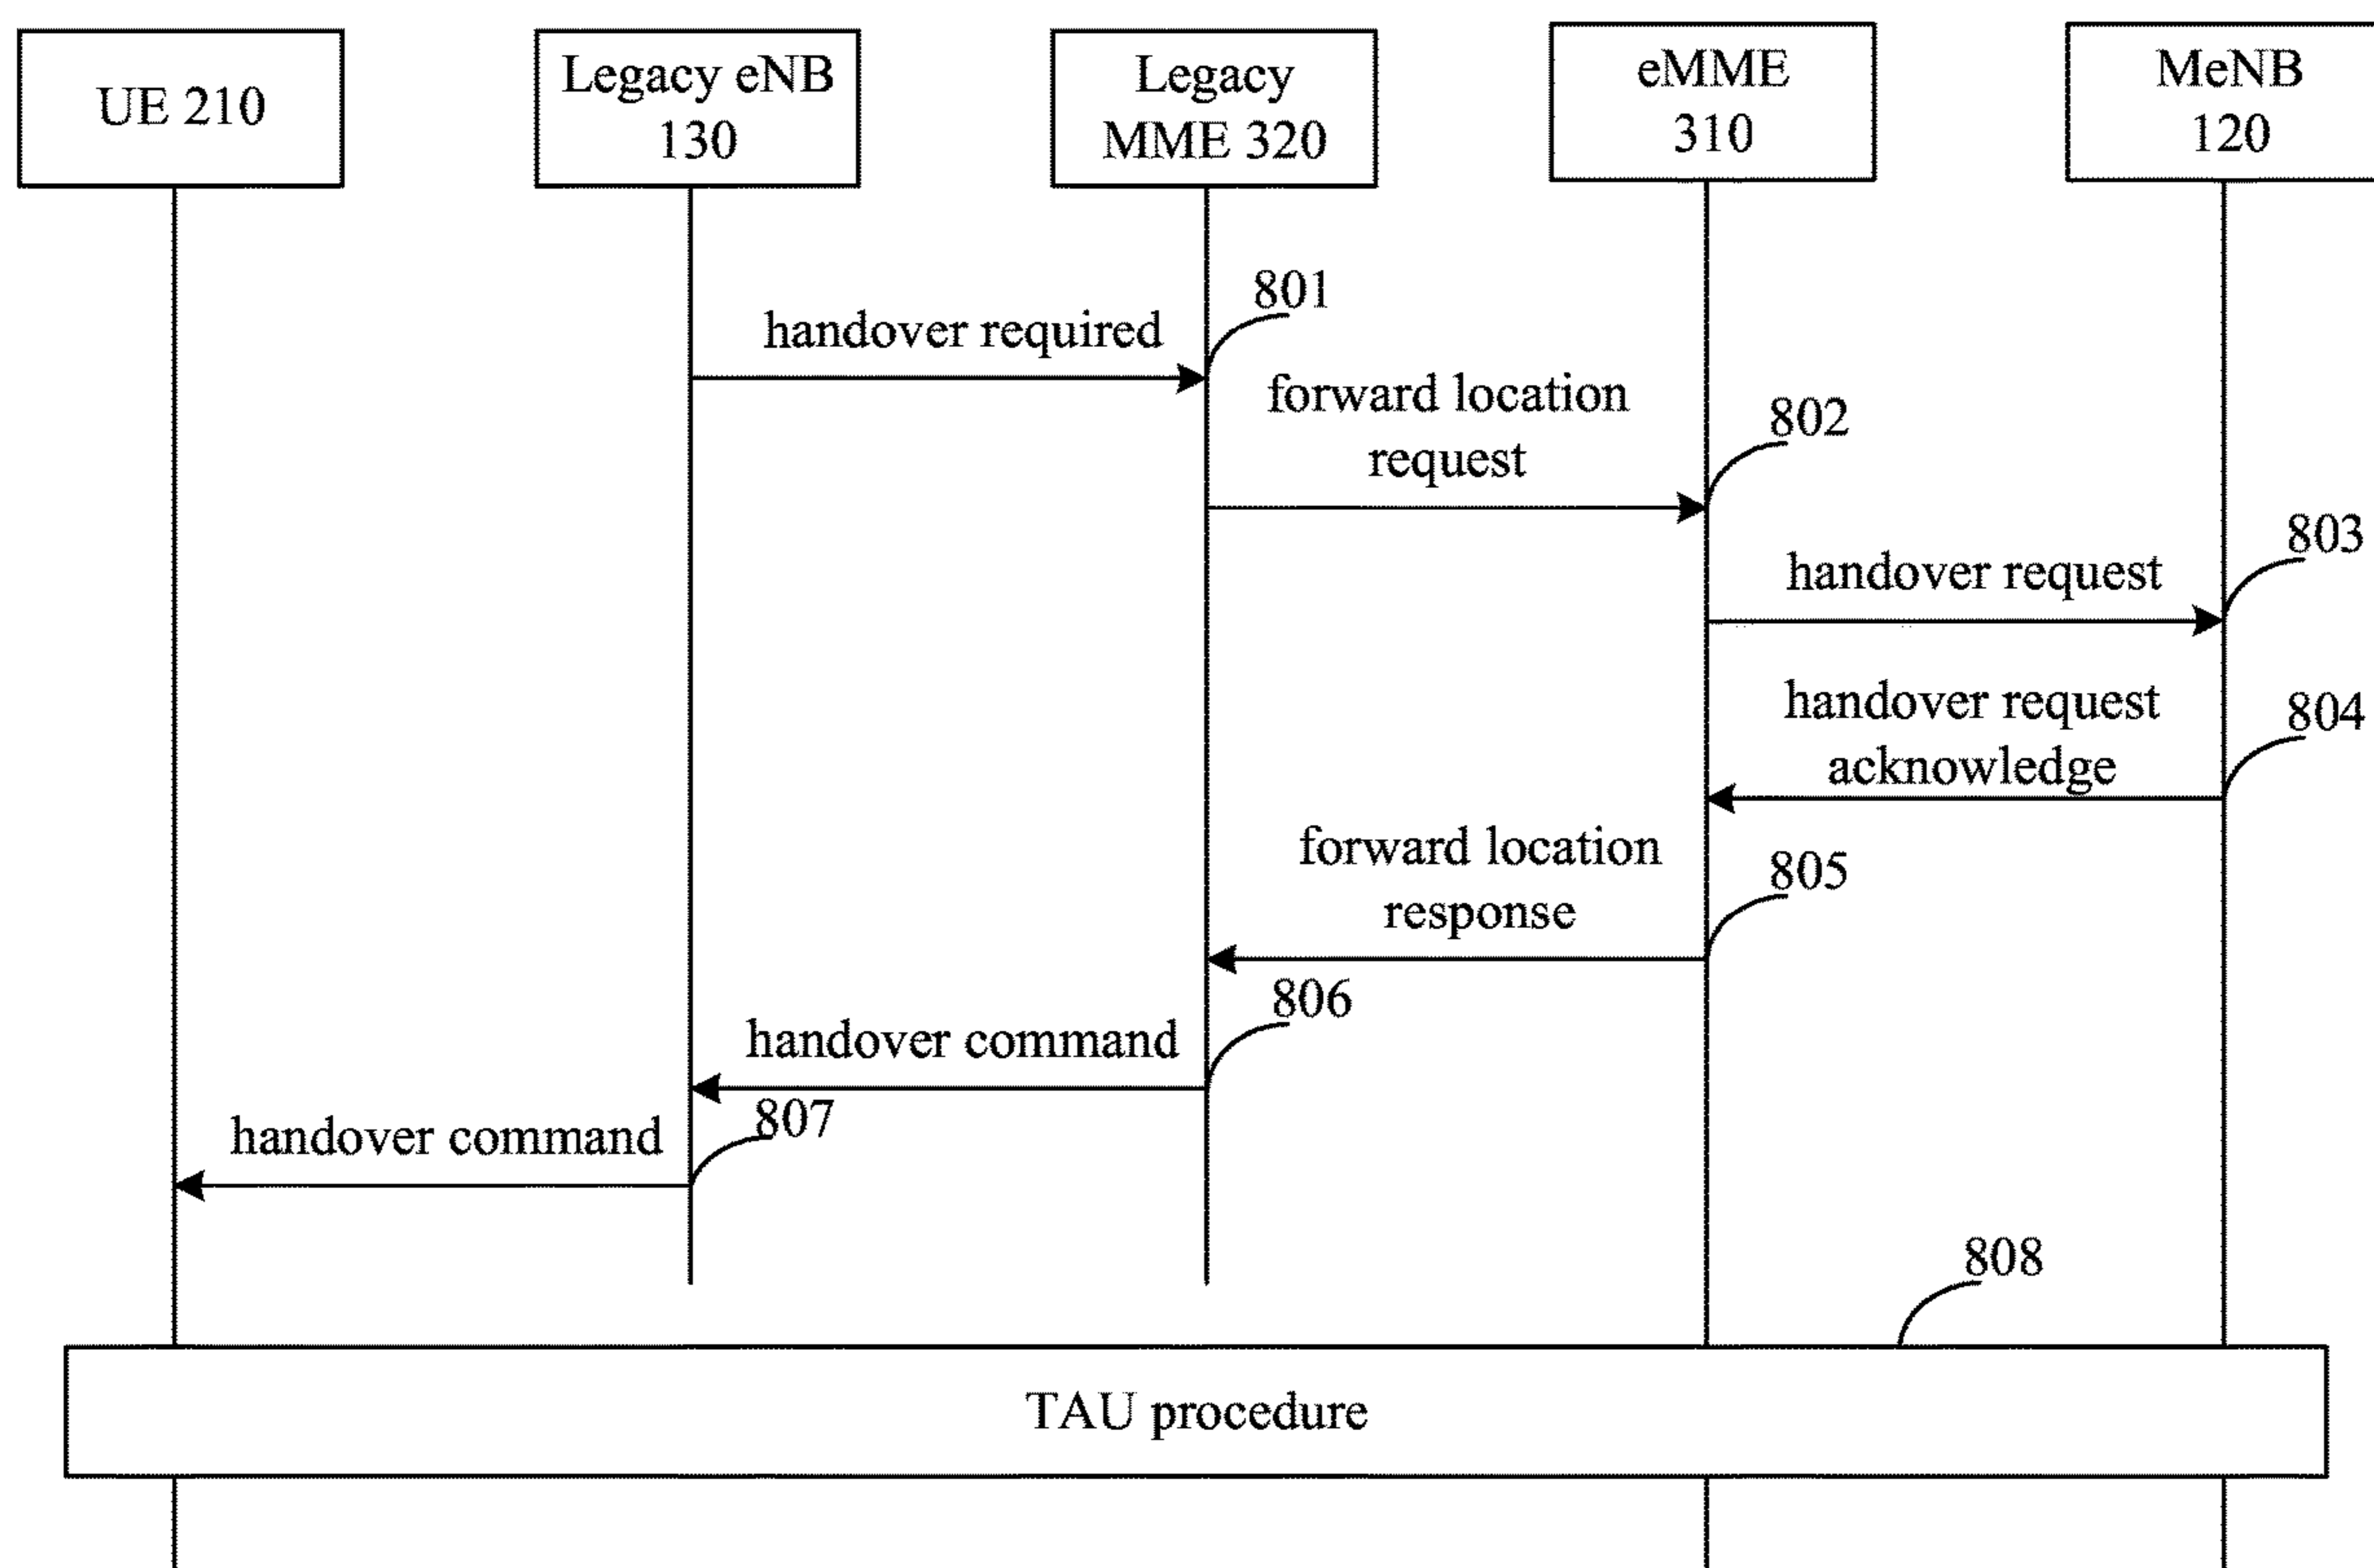 UE 210
Legacy eNB
130
Legacy
MME 320
eMME
310
MeNB
120
801
handover required
forward location
request
802
803
handover request
handover request
acknowledge
804
forward location
response
805
806
handover command
807
handover command
808
TAU procedure